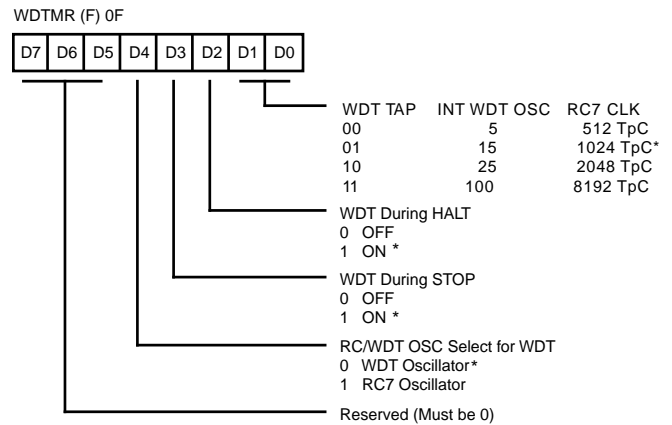 WDTMR (F) 0F
D7 D6 D5 D4 D3 D2 D1 D0
WDT TAP INT WDT OSC RC7 CLK
00 5 512 TpC
01 15 1024 TpC*
10 25 2048 TpC
11 100 8192 TpC
WDT During HALT
0 OFF
1 ON *
WDT During STOP
0 OFF
1 ON *
RC/WDT OSC Select for WDT
0 WDT Oscillator*
1 RC7 Oscillator
Reserved (Must be 0)